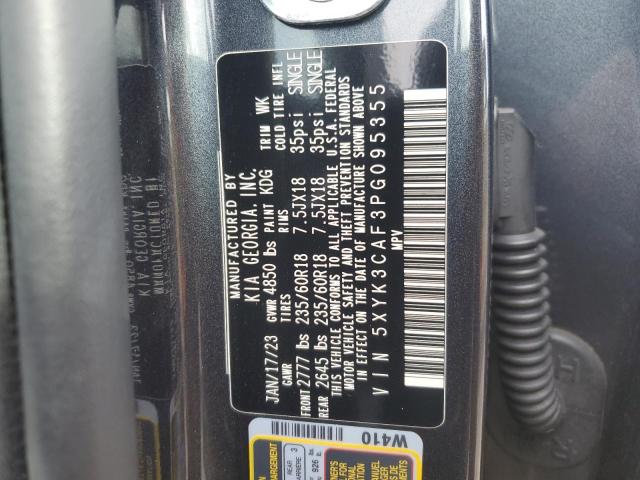 MANUFACTURED BY
KIA GEORGIA, INC.
JAN/17/23 GVWR 4850 lbs PAINT KDG TRIM WK
GAWR TIRES RIMS COLD TIRE INFL
FRONT 2777 lbs 235/60R18 7.5JX18 35psi SINGLE
REAR 2645 lbs 235/60R18 7.5JX18 35psi SINGLE
THIS VEHICLE CONFORMS TO ALL APPLICABLE U.S.A. FEDERAL
MOTOR VEHICLE SAFETY AND THEFT PREVENTION STANDARDS
IN EFFECT ON THE DATE OF MANUFACTURE SHOWN ABOVE
VIN 5XYK3CAF3PG095355
MPV
W410
REAR 3
926